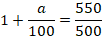 1 + a/100 = 550/500